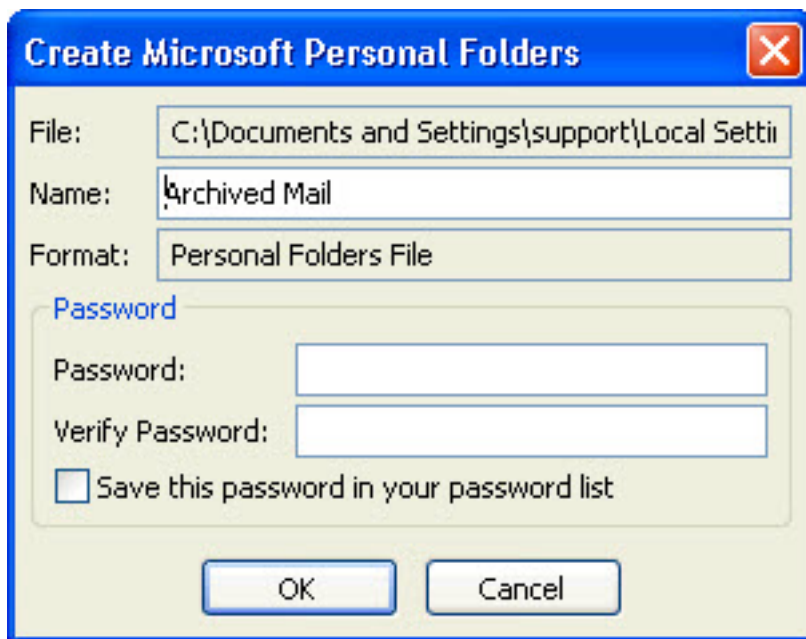 Create Microsoft Personal Folders
File: C:\Documents and Settings\support\Local Settin
Name: Archived Mail
Format: Personal Folders File
Password
Password:
Verify Password:
Save this password in your password list
OK Cancel